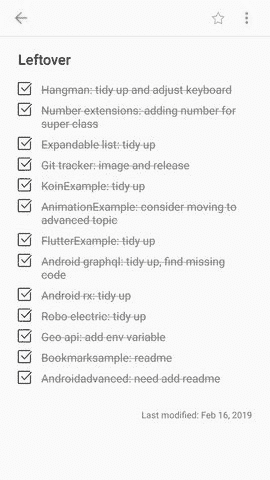 Leftover
Hangman: tidy up and adjust keyboard
Number extensions: adding number for
super class
Expandable list: tidy up
Git tracker: image and release
KoinExample: tidy up
AnimationExample: consider moving to
advanced topic
FlutterExample: tidy up
Android graphql: tidy up, find missing
code
Android rx: tidy up
Robo electric: tidy up
Geo api: add env variable
Bookmarksample: readme
Androidadvanced: need add readme
Last modified: Feb 16, 2019